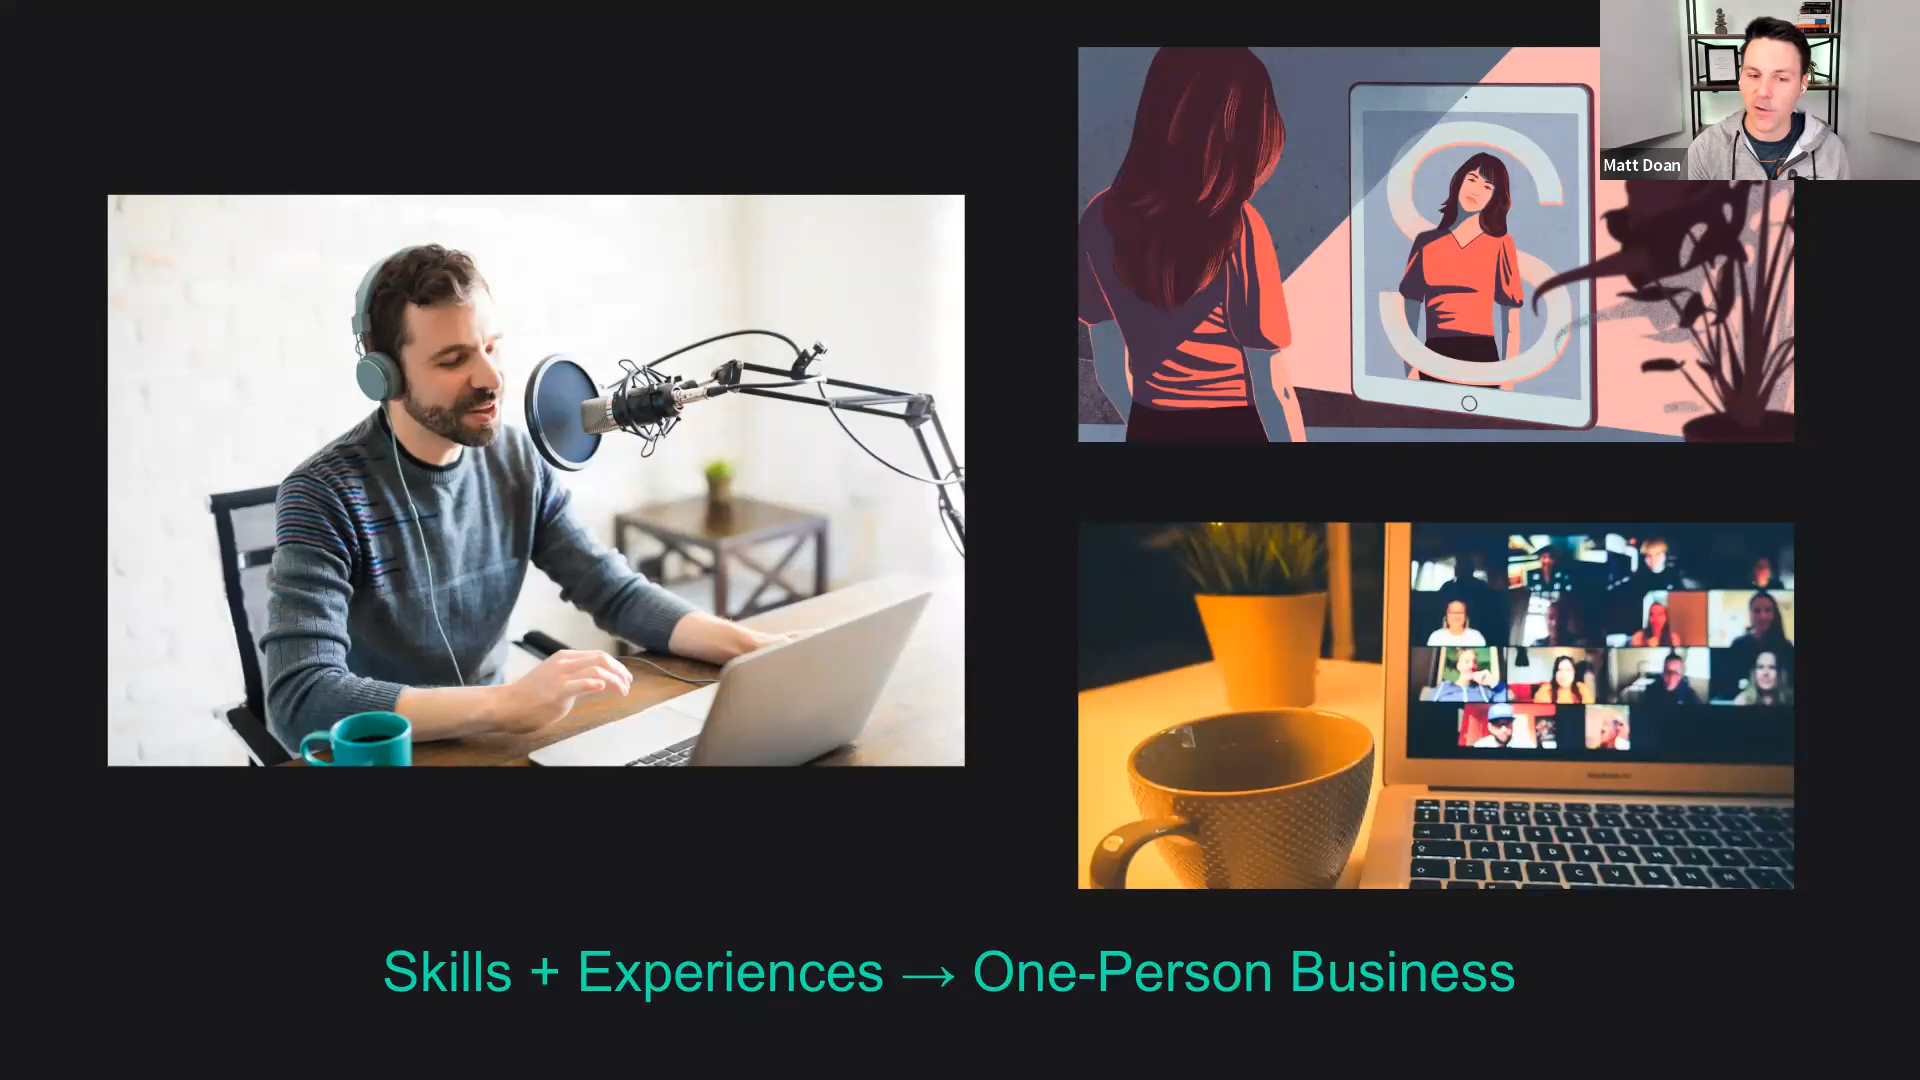 Matt Doan
Skills + Experiences → One-Person Business